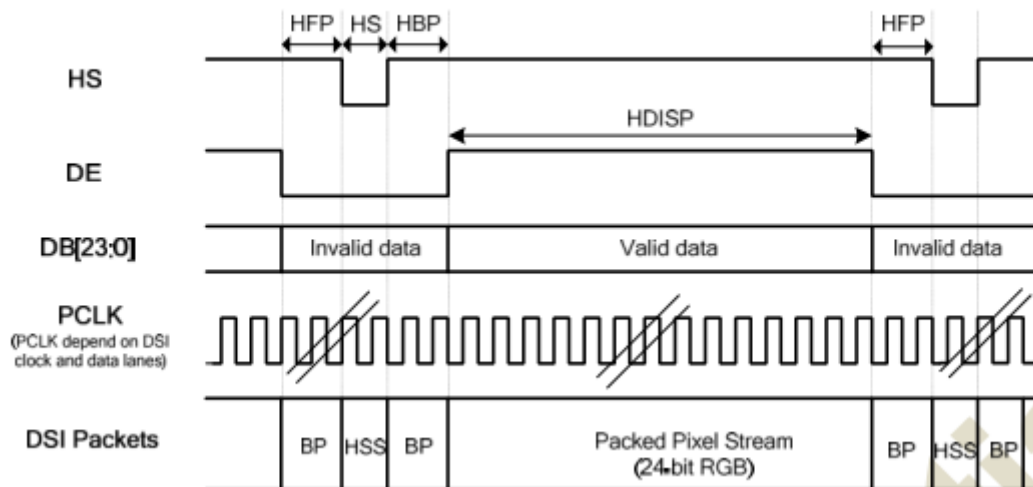 HFP HS HBP HFP
HS
HDISP
DE
DB[23:0] Invalid data Valid data Invalid data
PCLK
(PCLK depend on DSI
clock and data lanes)
DSI Packets BP HSS BP Packed Pixel Stream BP HSS BP
(24-bit RGB)